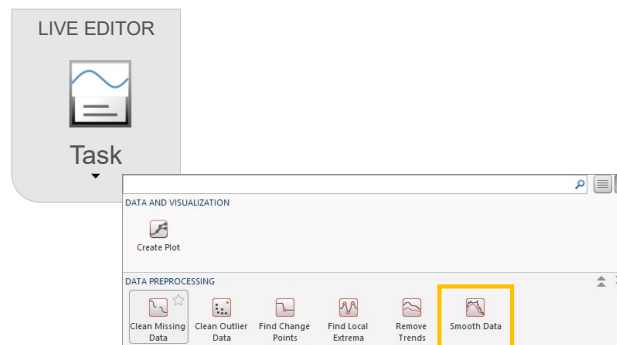 LIVE EDITOR
Task
DATA AND VISUALIZATION
Create Plot
DATA PREPROCESSING
Clean Missing Data
Clean Outlier Data
Find Change Points
Find Local Extrema
Remove Trends
Smooth Data